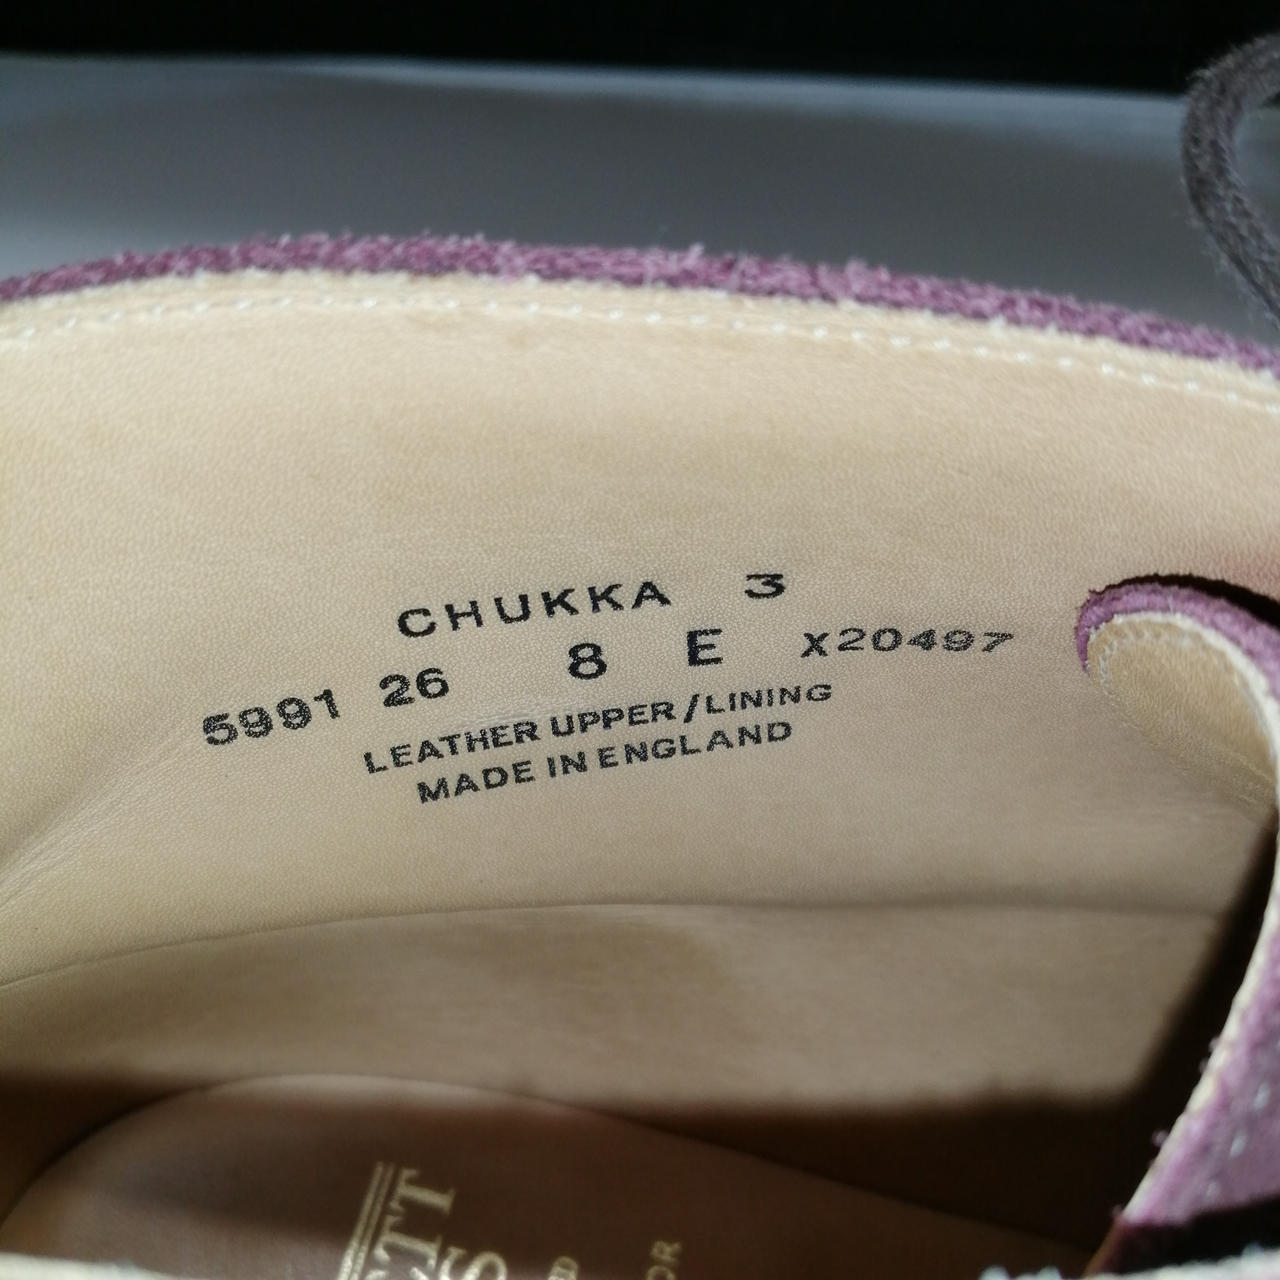 CHUKKA 3
5991 26 8 E X20497
LEATHER UPPER/LINING
MADE IN ENGLAND